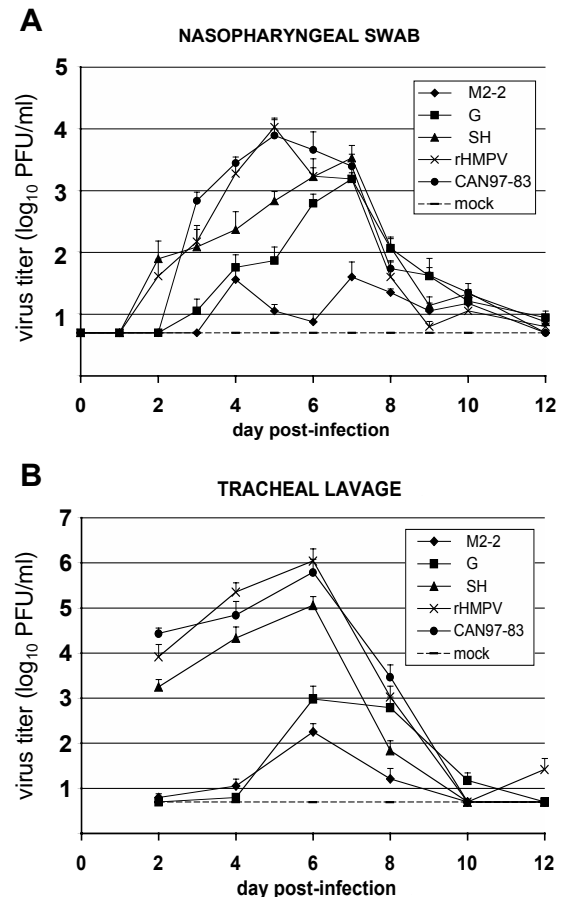 A
NASOPHARYNGEAL SWAB
virus titer (log10 PFU/ml)
5
4
3
2
1
0 2 4 6 8 10 12
day post-infection
M2-2
G
SH
rHMPV
CAN97-83
mock
B
TRACHEAL LAVAGE
virus titer (log10 PFU/ml)
7
6
5
4
3
2
1
0 2 4 6 8 10 12
day post-infection
M2-2
G
SH
rHMPV
CAN97-83
mock